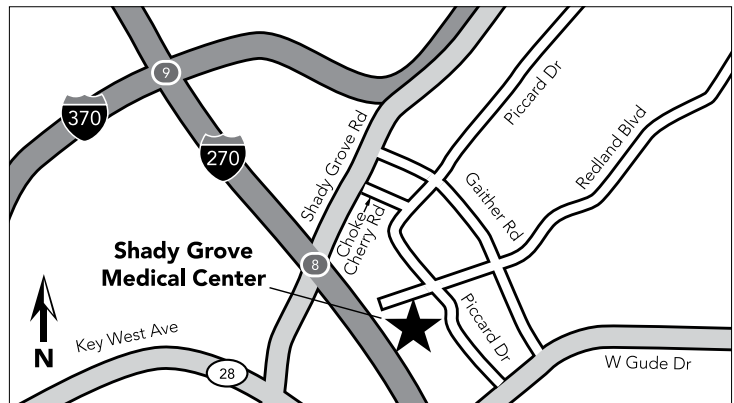 9
370
270
Shady Grove Rd
Piccard Dr
Redland Blvd
Gaither Rd
Choke
Cherry Rd
8
Shady Grove
Medical Center
Piccard Dr
N
Key West Ave
28
W Gude Dr